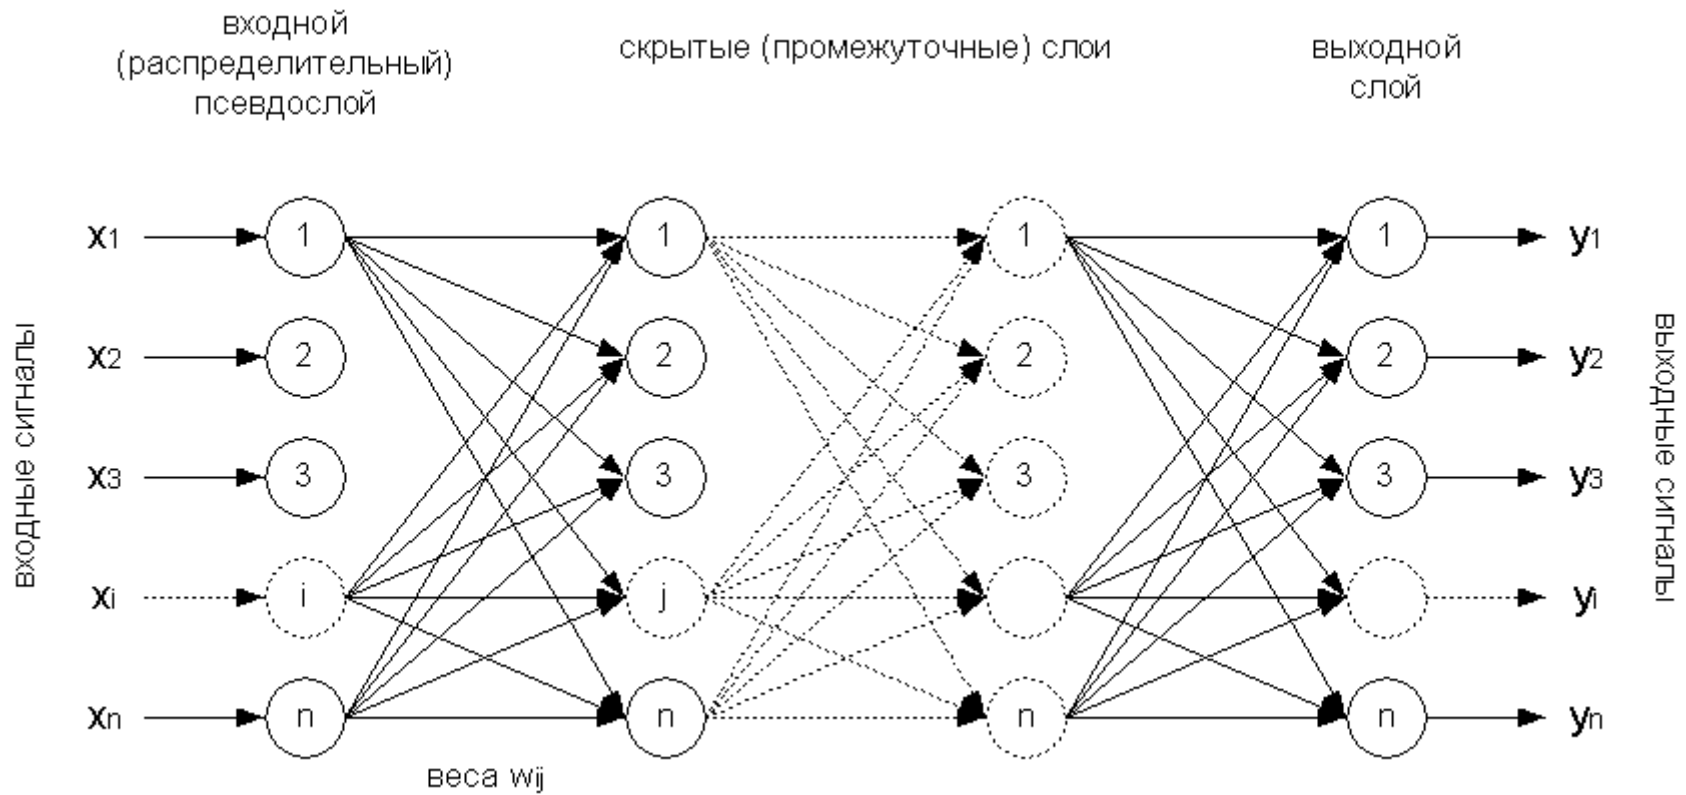 входной
(распределительный)
псевдослой
скрытые (промежуточные) слои
выходной
слой
входные сигналы
x1 1 1 1 1 y1
x2 2 2 2 2 y2
x3 3 3 3 3 y3
xi i j yi
xn n n n n yn
выходные сигналы
веса wij